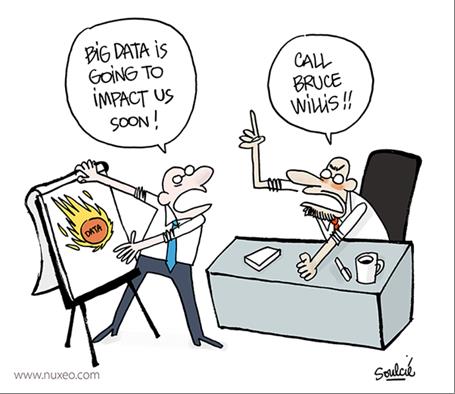 BiG DATA iS
GOiNG TO
iMPACT US
SOON!
CALL
BRUCE
WiLLiS!!
DATA
www.nuxeo.com
Soulcié